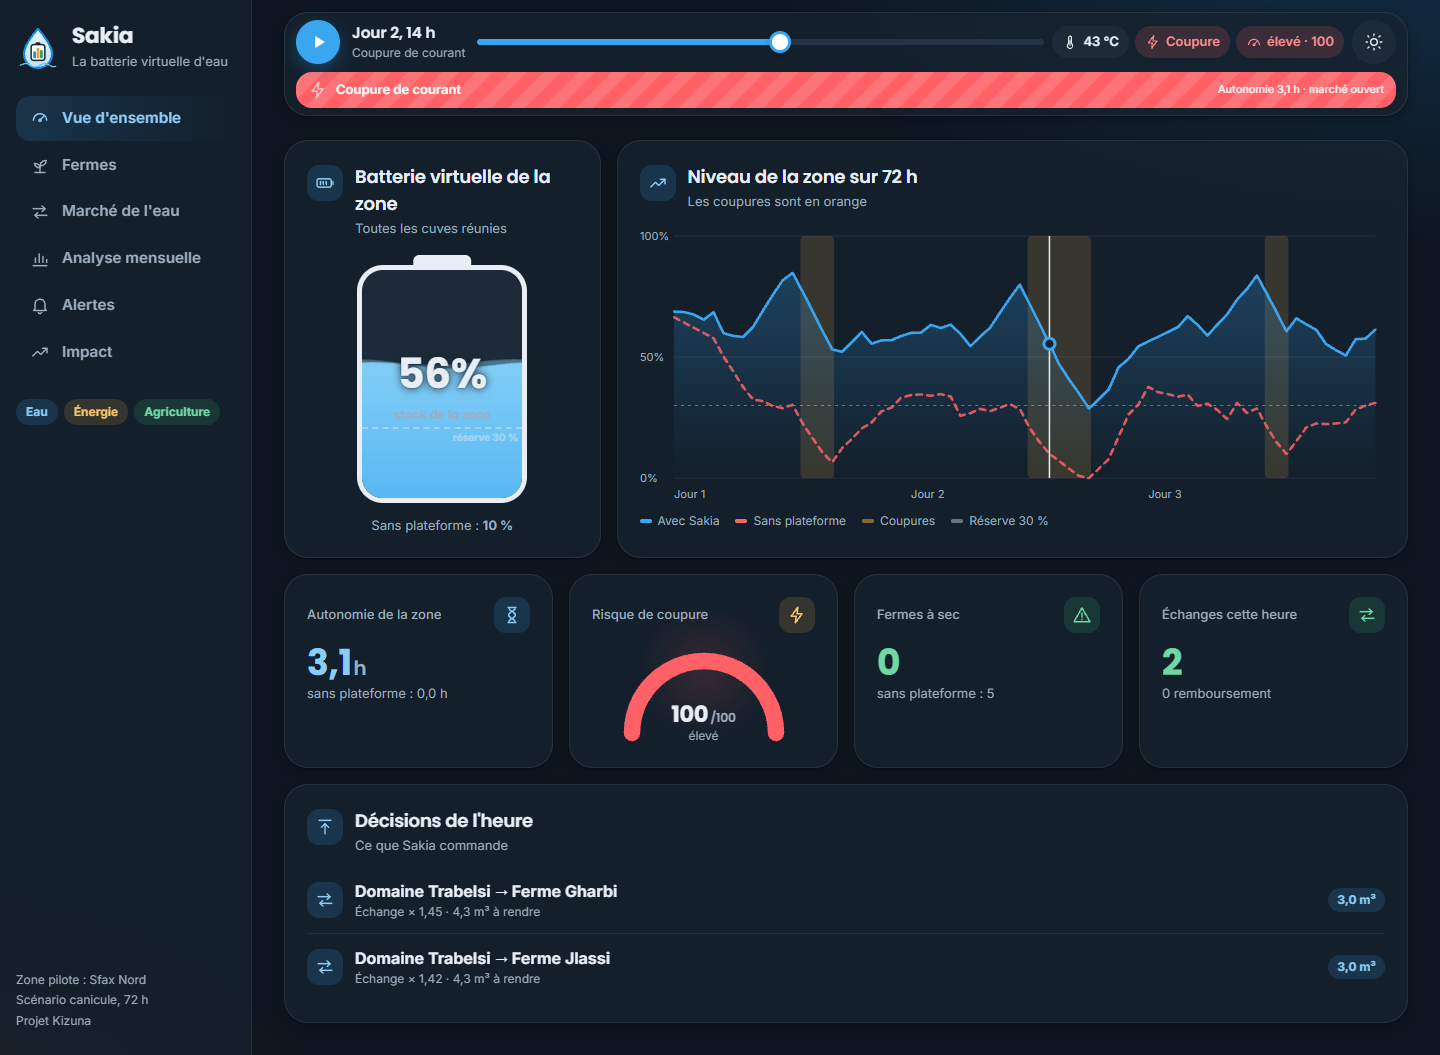 Sakia
La batterie virtuelle d'eau
Vue d'ensemble
Fermes
Marché de l'eau
Analyse mensuelle
Alertes
Impact
Eau
Énergie
Agriculture
Zone pilote : Sfax Nord
Scénario canicule, 72 h
Projet Kizuna
Jour 2, 14 h
Coupure de courant
43 °C
Coupure
élevé · 100
Coupure de courant
Autonomie 3,1 h · marché ouvert
Batterie virtuelle de la
zone
Toutes les cuves réunies
56%
stock de la zone
réserve 30 %
Sans plateforme : 10 %
Niveau de la zone sur 72 h
Les coupures sont en orange
100%
50%
0%
Jour 1
Jour 2
Jour 3
Avec Sakia
Sans plateforme
Coupures
Réserve 30 %
Autonomie de la zone
3,1 h
sans plateforme : 0,0 h
Risque de coupure
100 /100
élevé
Fermes à sec
0
sans plateforme : 5
Échanges cette heure
2
0 remboursement
Décisions de l'heure
Ce que Sakia commande
Domaine Trabelsi → Ferme Gharbi
Échange × 1,45 · 4,3 m³ à rendre
3,0 m³
Domaine Trabelsi → Ferme Jlassi
Échange × 1,42 · 4,3 m³ à rendre
3,0 m³